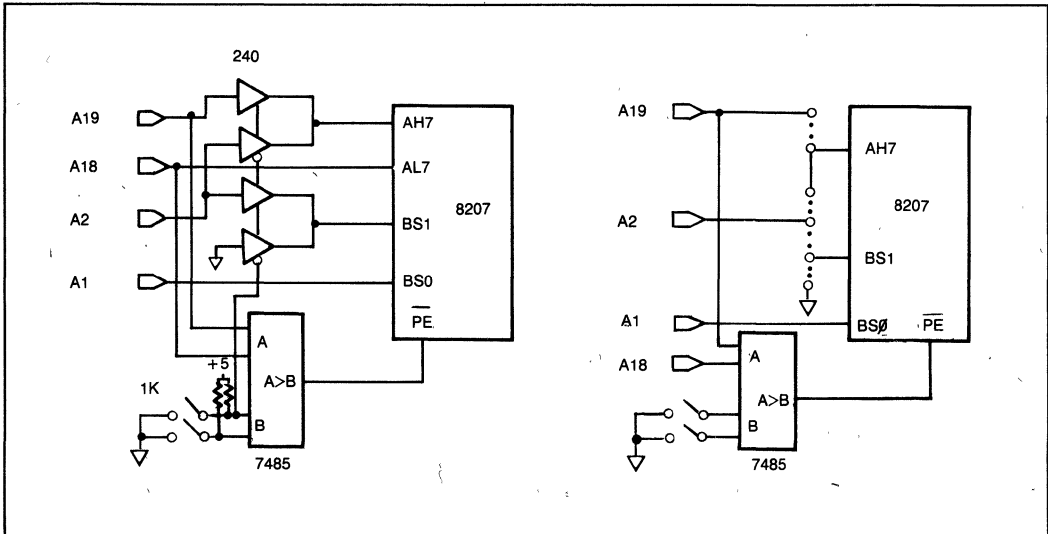 240
A19
A18
A2
A1
AH7
AL7
BS1
BS0
PE
8207
A
A>B
B
+5
1K
7485
A19
A2
A1
A18
AH7
8207
BS1
BSØ PE
A
A>B
B
7485